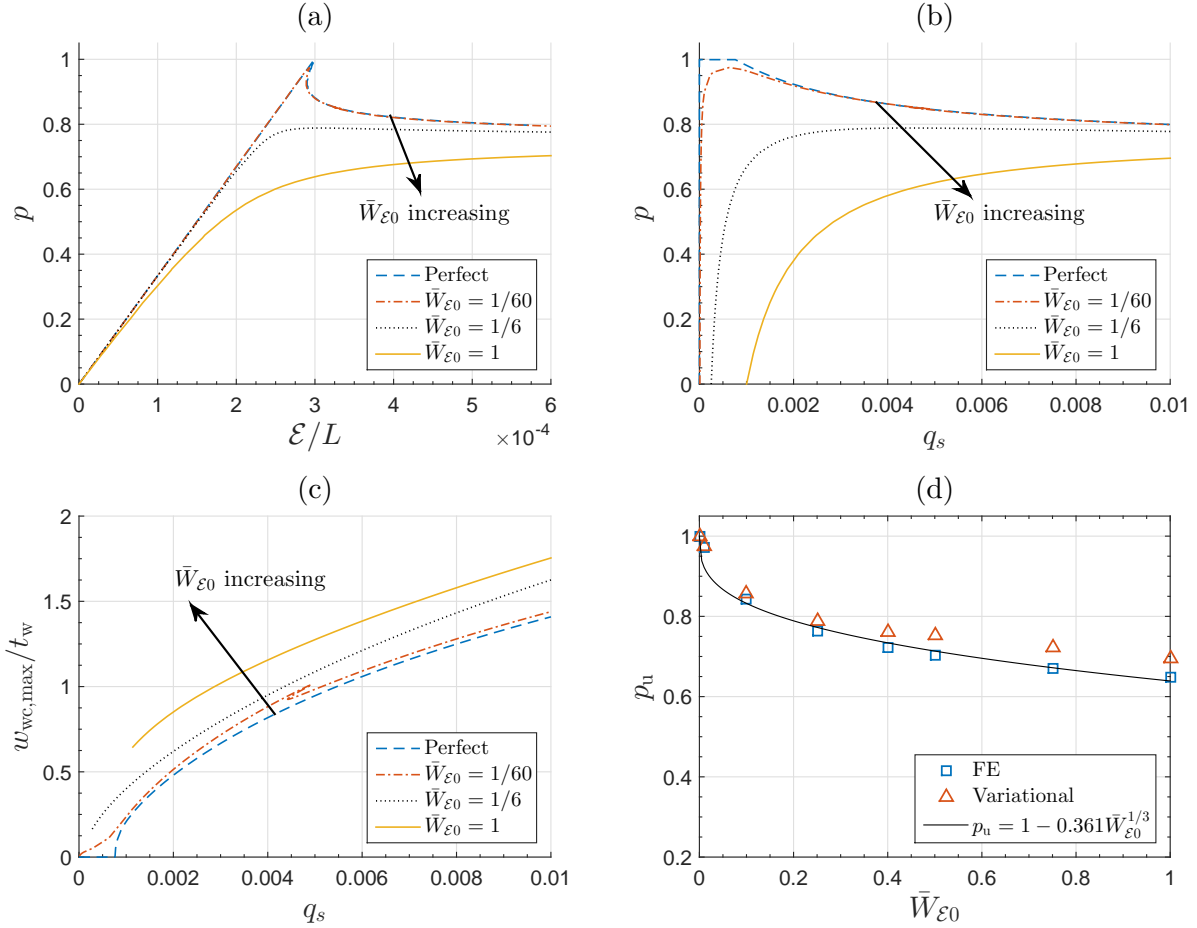 (a)
p
1
0.8
0.6
0.4
0.2
0
0 1 2 3 4 5 6
×10⁻⁴
ℰ/L
W̄ℰ0 increasing
Perfect
W̄ℰ0 = 1/60
W̄ℰ0 = 1/6
W̄ℰ0 = 1
(b)
p
1
0.8
0.6
0.4
0.2
0
0 0.002 0.004 0.006 0.008 0.01
qₛ
W̄ℰ0 increasing
Perfect
W̄ℰ0 = 1/60
W̄ℰ0 = 1/6
W̄ℰ0 = 1
(c)
w_wc,max/t_w
2
1.5
1
0.5
0
0 0.002 0.004 0.006 0.008 0.01
qₛ
W̄ℰ0 increasing
Perfect
W̄ℰ0 = 1/60
W̄ℰ0 = 1/6
W̄ℰ0 = 1
(d)
p_u
1
0.8
0.6
0.4
0.2
0 0.2 0.4 0.6 0.8 1
W̄ℰ0
FE
Variational
p_u = 1 − 0.361W̄ℰ0^1/3